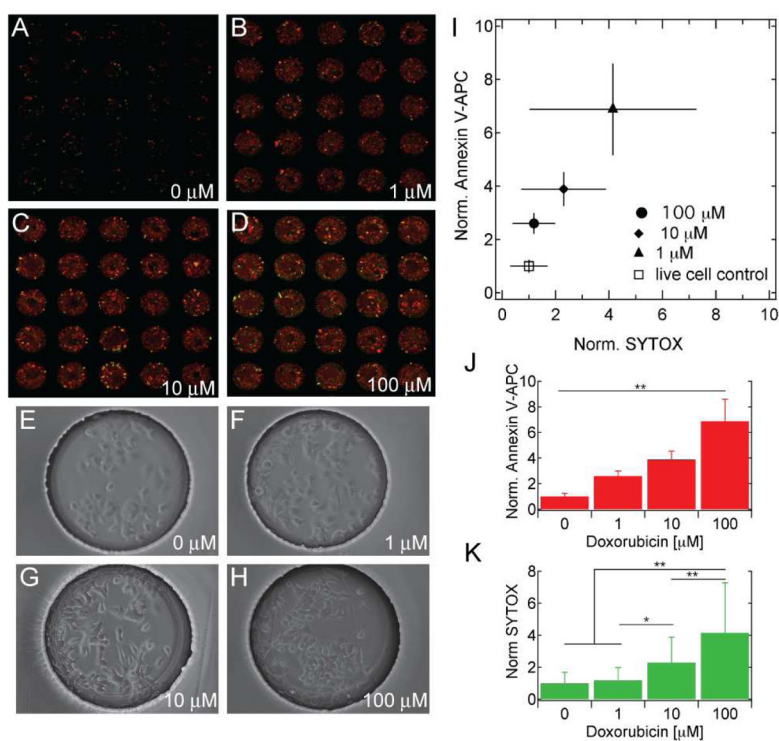 A
0 μM
B
1 μM
C
10 μM
D
100 μM
E
0 μM
F
1 μM
G
10 μM
H
100 μM
I
Norm. Annexin V-APC
10
8
6
4
2
0
100 μM
10 μM
1 μM
live cell control
0 2 4 6 8 10
Norm. SYTOX
J
Norm. Annexin V-APC
10
8
6
4
2
0
**
0 1 10 100
Doxorubicin [μM]
K
Norm SYTOX
8
6
4
2
0
**
**
*
0 1 10 100
Doxorubicin [μM]